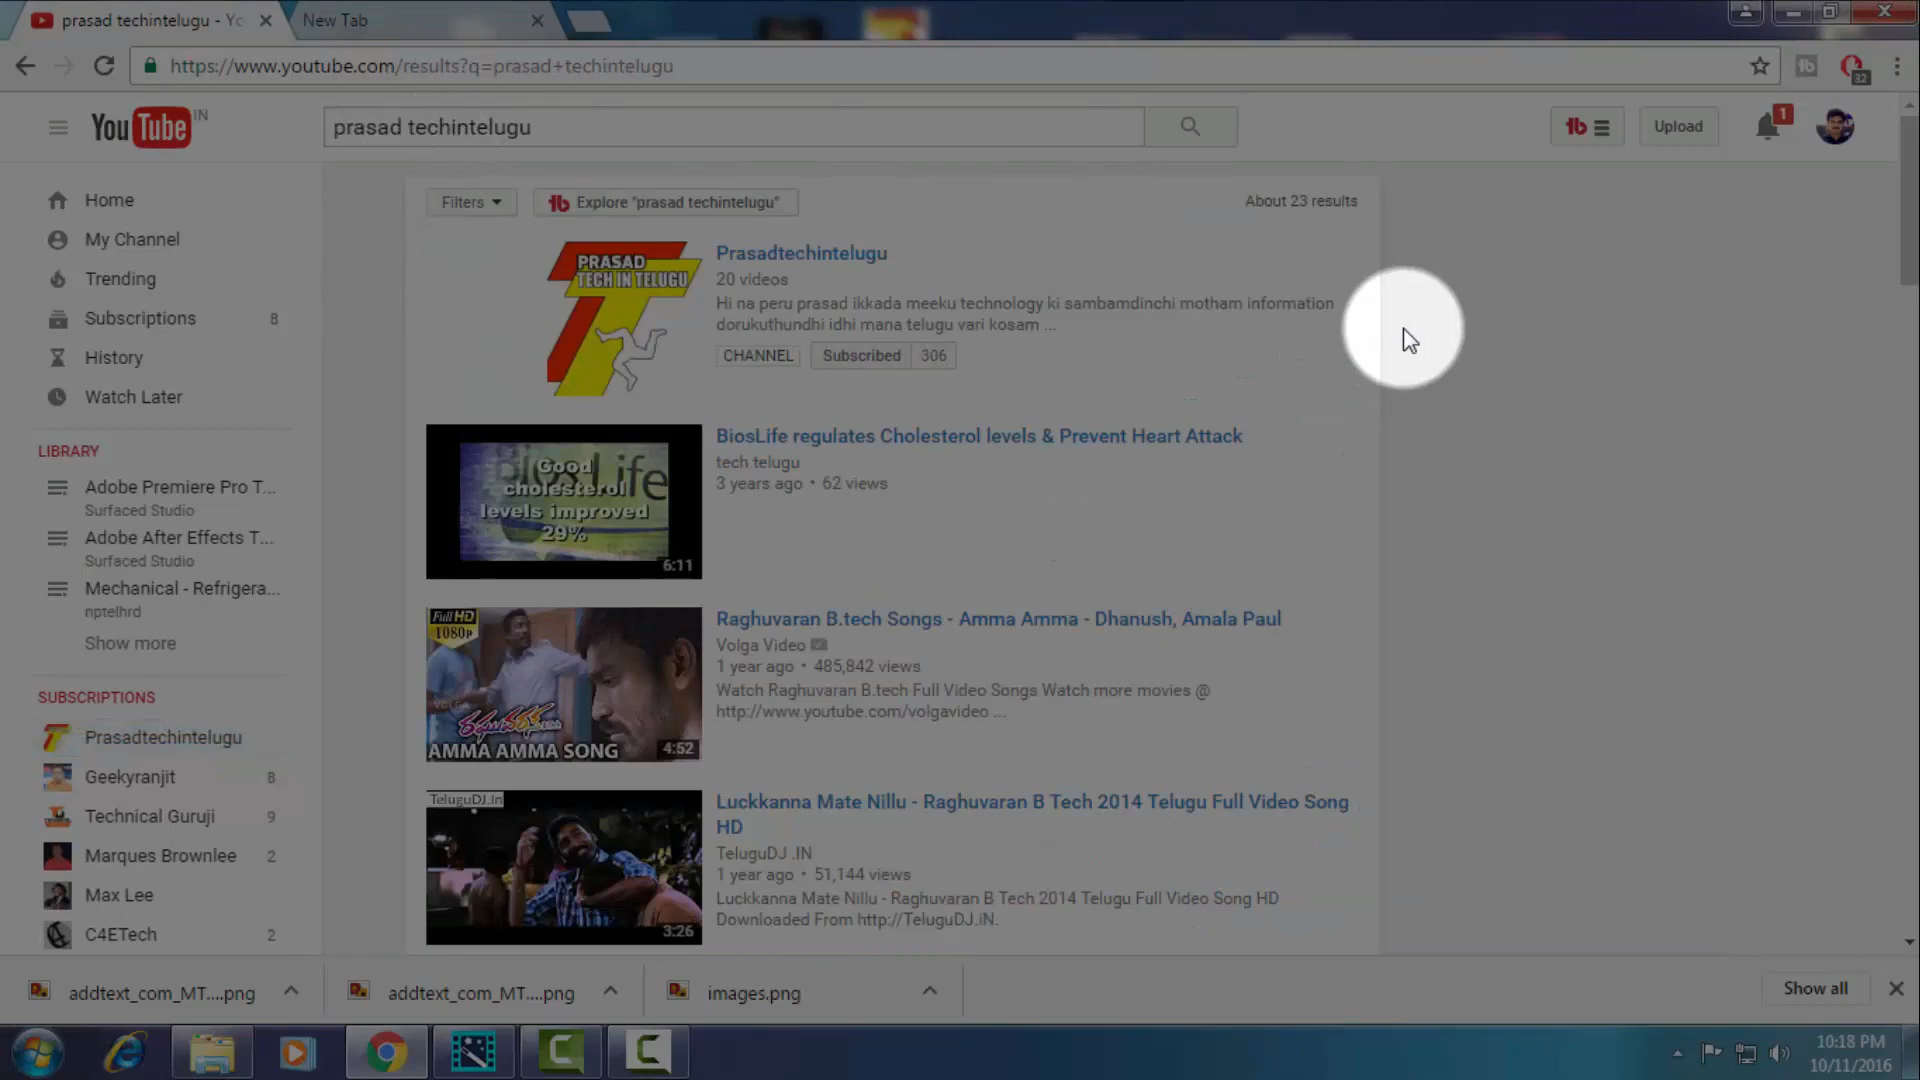 prasad techintelugu - Yo
New Tab
https://www.youtube.com/results?q=prasad+techintelugu
32
YouTube IN
prasad techintelugu
Upload
1
Home
My Channel
Trending
Subscriptions 8
History
Watch Later
LIBRARY
Adobe Premiere Pro T...
Surfaced Studio
Adobe After Effects T...
Surfaced Studio
Mechanical - Refrigera...
nptelhrd
Show more
SUBSCRIPTIONS
Prasadtechintelugu
Geekyranjit 8
Technical Guruji 9
Marques Brownlee 2
Max Lee
C4ETech 2
Filters
Explore "prasad techintelugu"
About 23 results
PRASAD
TECH IN TELUGU
Prasadtechintelugu
20 videos
Hi na peru prasad ikkada meeku technology ki sambamdinchi motham information
dorukuthundhi idhi mana telugu vari kosam ...
CHANNEL Subscribed 306
Good
cholesterol
levels improved
29%
6:11
BiosLife regulates Cholesterol levels & Prevent Heart Attack
tech telugu
3 years ago • 62 views
Full HD
1080p
VOLGA
AMMA AMMA SONG
4:52
Raghuvaran B.tech Songs - Amma Amma - Dhanush, Amala Paul
Volga Video
1 year ago • 485,842 views
Watch Raghuvaran B.tech Full Video Songs Watch more movies @
http://www.youtube.com/volgavideo ...
TeluguDJ.In
3:26
Luckkanna Mate Nillu - Raghuvaran B Tech 2014 Telugu Full Video Song
HD
TeluguDJ .IN
1 year ago • 51,144 views
Luckkanna Mate Nillu - Raghuvaran B Tech 2014 Telugu Full Video Song HD
Downloaded From http://TeluguDJ.iN.
addtext_com_MT....png
addtext_com_MT....png
images.png
Show all
10:18 PM
10/11/2016